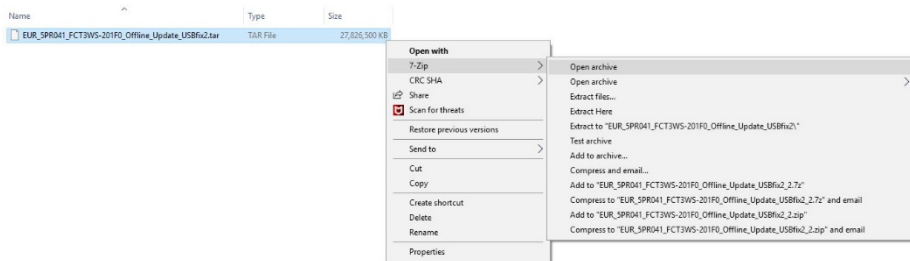 Name Type Size
EUR_5PR041_FCT3WS-201F0_Offline_Update_USBfix2.tar TAR File 27,826,500 KB
Open with
7-Zip
CRC SHA
Share
Scan for threats
Restore previous versions
Send to
Cut
Copy
Create shortcut
Delete
Rename
Properties
Open archive
Open archive
Extract files...
Extract Here
Extract to "EUR_5PR041_FCT3WS-201F0_Offline_Update_USBfix2\"
Test archive
Add to archive...
Compress and email...
Add to "EUR_5PR041_FCT3WS-201F0_Offline_Update_USBfix2_2.7z"
Compress to "EUR_5PR041_FCT3WS-201F0_Offline_Update_USBfix2_2.7z" and email
Add to "EUR_5PR041_FCT3WS-201F0_Offline_Update_USBfix2_2.zip"
Compress to "EUR_5PR041_FCT3WS-201F0_Offline_Update_USBfix2_2.zip" and email